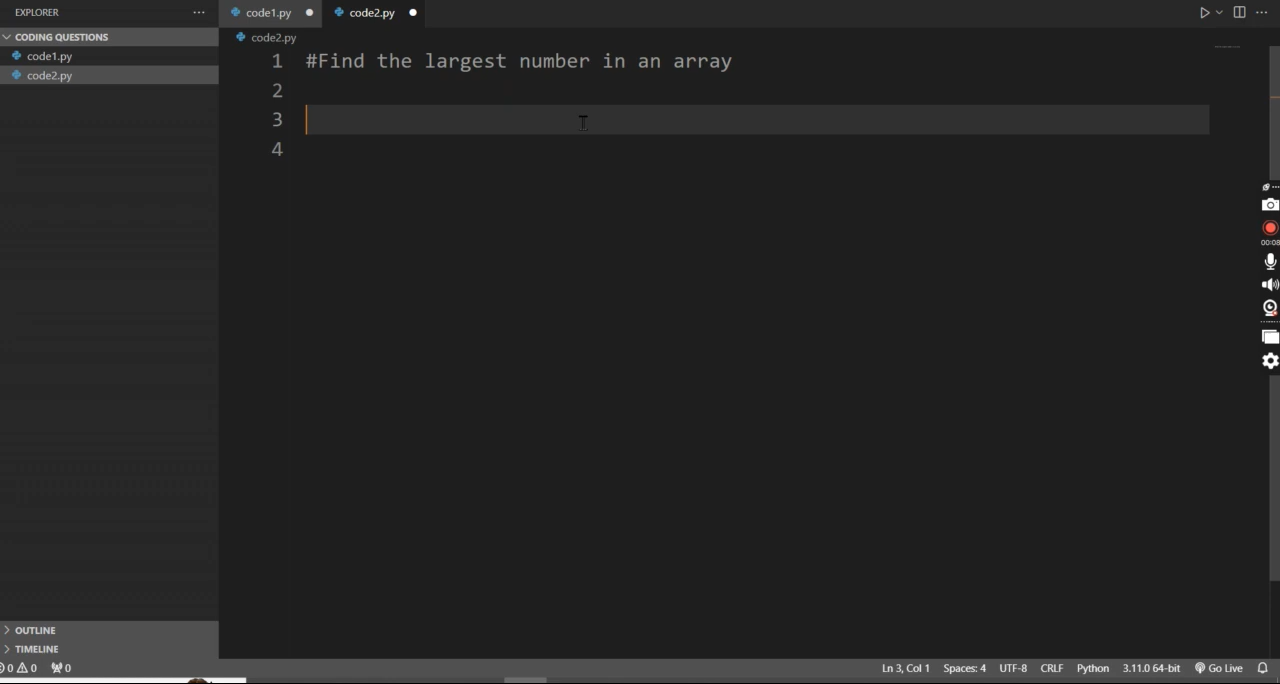 EXPLORER
code1.py
code2.py
CODING QUESTIONS
code2.py
code1.py
code2.py
1 #Find the largest number in an array
2
3
4
00:08
OUTLINE
TIMELINE
0 0 0
Ln 3, Col 1 Spaces: 4 UTF-8 CRLF Python 3.11.0 64-bit Go Live